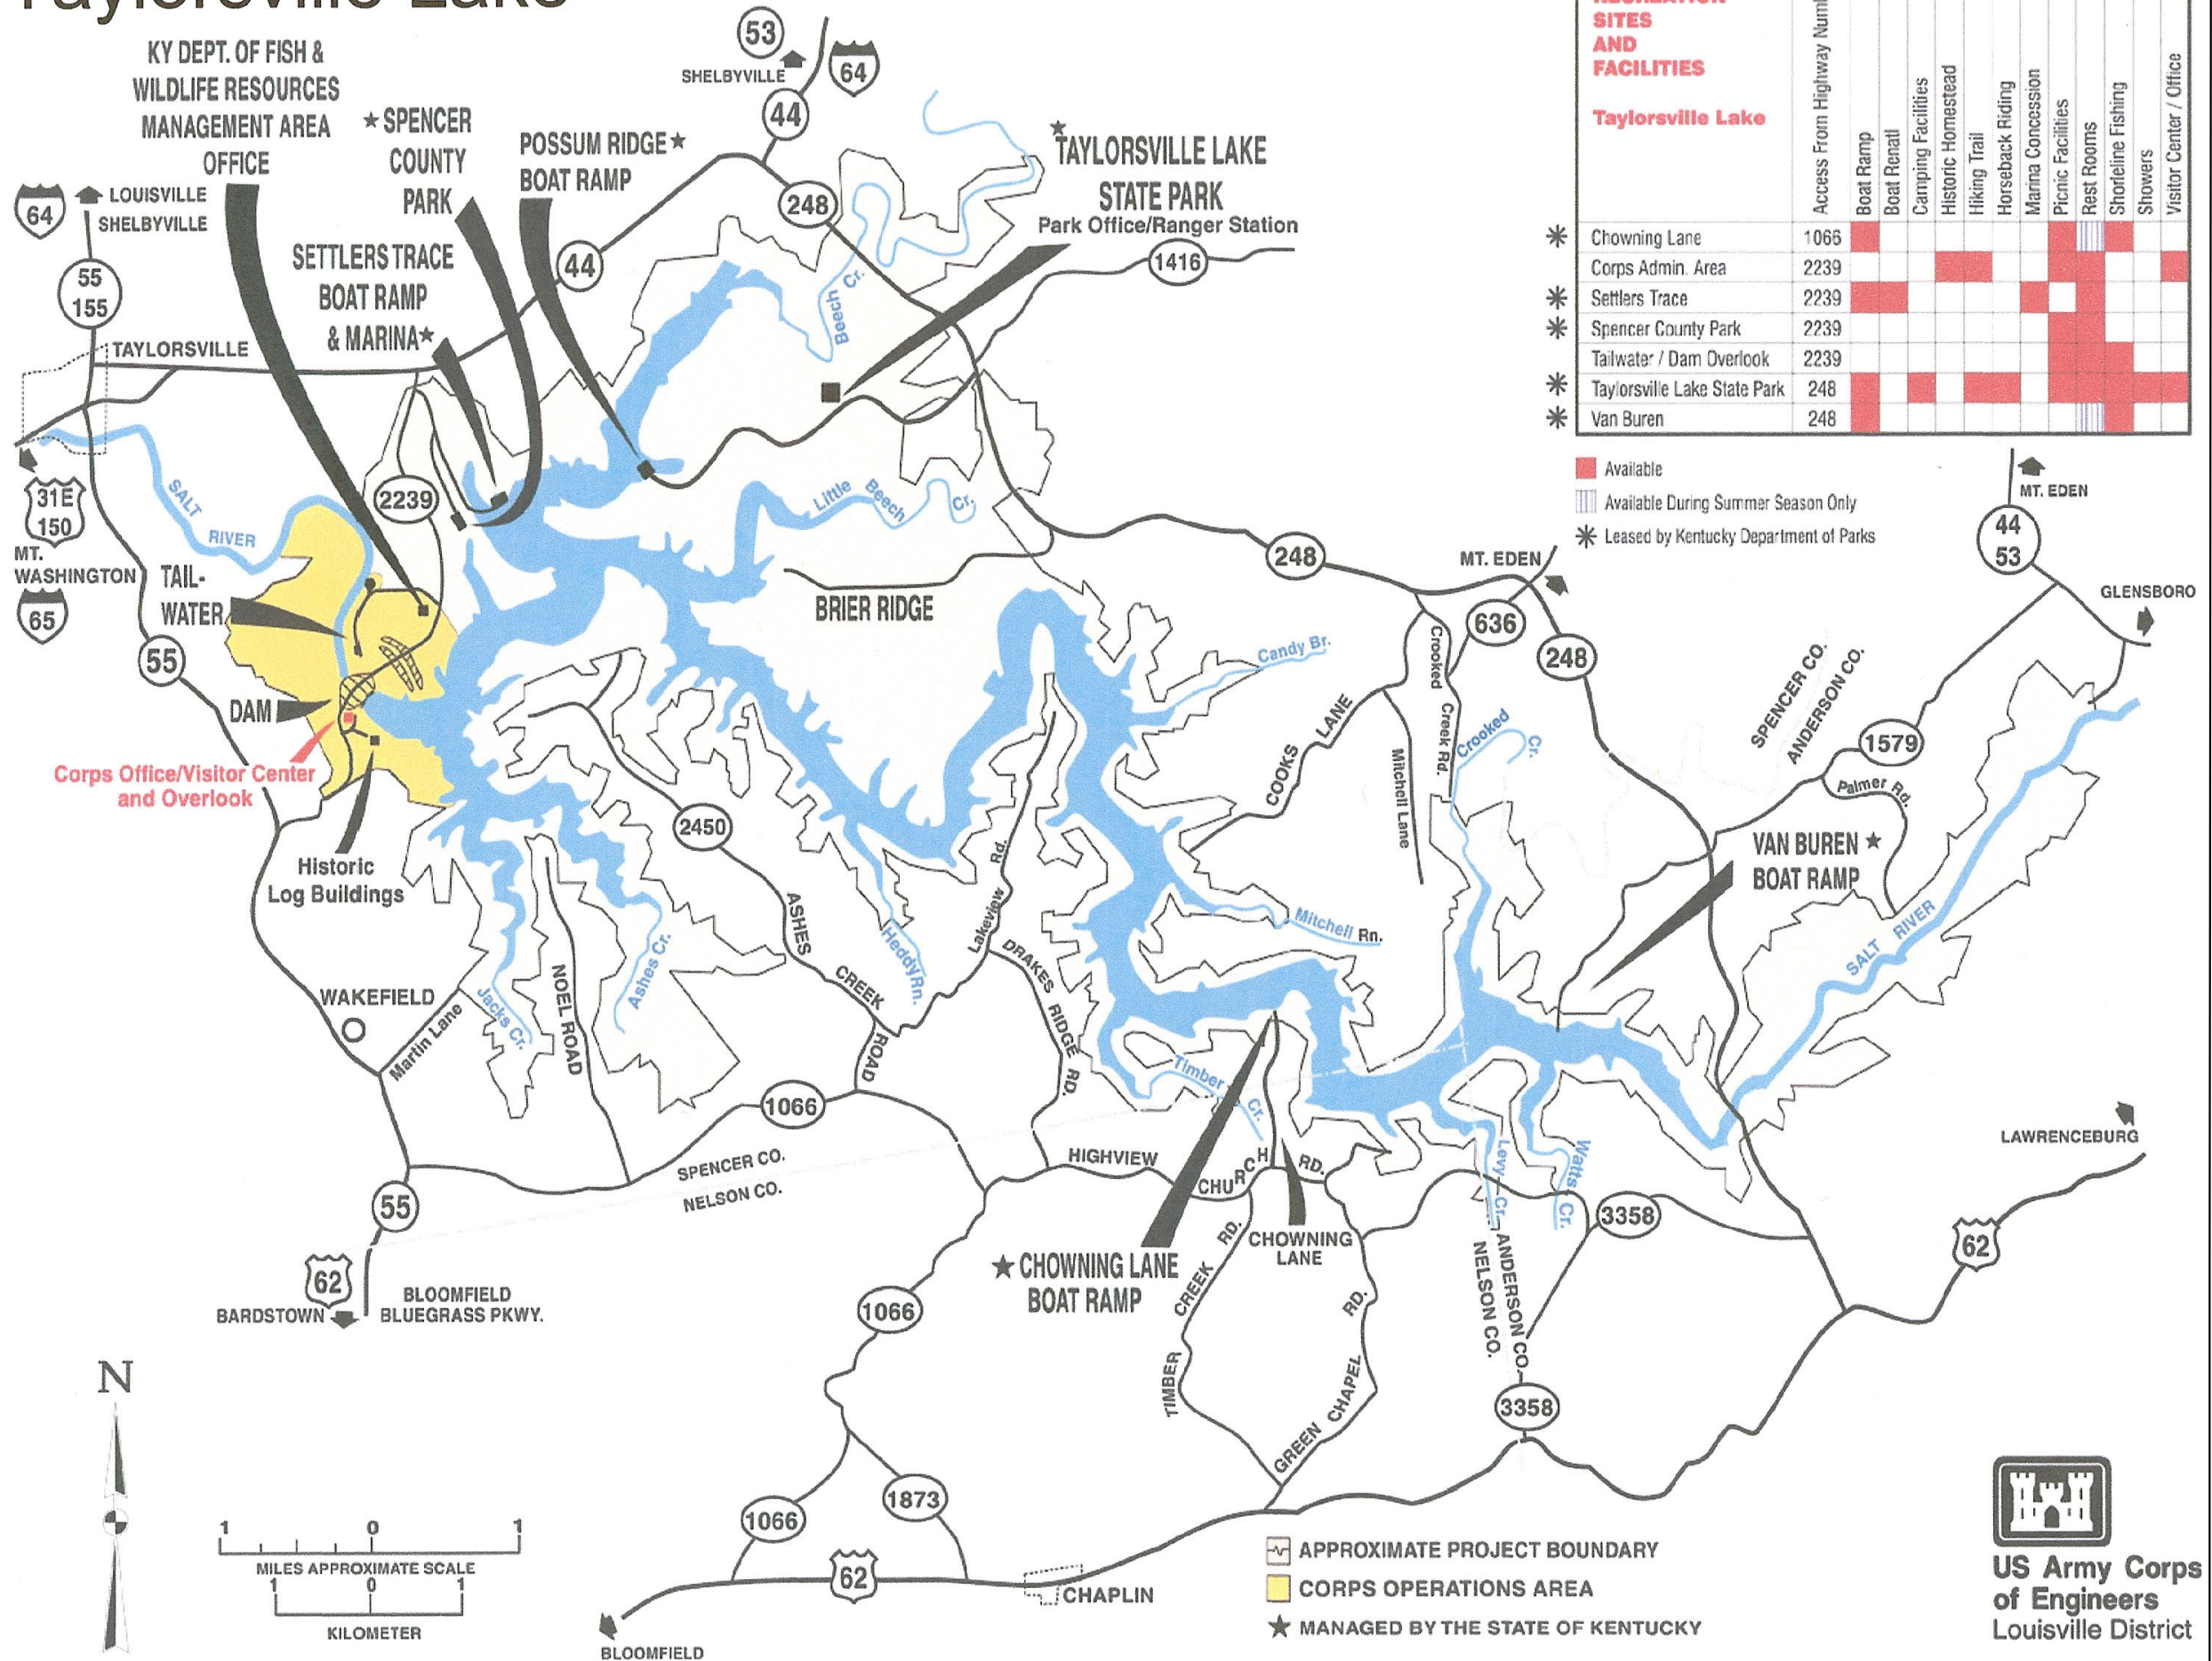 Taylorsville Lake
KY DEPT. OF FISH &
WILDLIFE RESOURCES
MANAGEMENT AREA
OFFICE
★ SPENCER
COUNTY
PARK
POSSUM RIDGE ★
BOAT RAMP
SETTLERS TRACE
BOAT RAMP
& MARINA ★
53
SHELBYVILLE
64
44
248
★
TAYLORSVILLE LAKE
STATE PARK
Park Office/Ranger Station
1416
44
64
LOUISVILLE
SHELBYVILLE
55
155
TAYLORSVILLE
Beech Cr.
RECREATION
SITES
AND
FACILITIES
Taylorsville Lake
Access From Highway Num
Boat Ramp
Boat Renatl
Camping Facilities
Historic Homestead
Hiking Trail
Horseback Riding
Marina Concession
Picnic Facilities
Rest Rooms
Shorleline Fishing
Showers
Visitor Center / Office
Chowning Lane 1066
Corps Admin. Area 2239
Settlers Trace 2239
Spencer County Park 2239
Tailwater / Dam Overlook 2239
Taylorsville Lake State Park 248
Van Buren 248
Available
Available During Summer Season Only
Leased by Kentucky Department of Parks
31E
150
MT.
WASHINGTON
65
SALT
RIVER
2239
Little Beech Cr.
TAIL-
WATER
BRIER RIDGE
55
DAM
Corps Office/Visitor Center
and Overlook
Historic
Log Buildings
248
MT. EDEN
636
248
MT. EDEN
44
53
GLENSBORO
Candy Br.
Crooked
Creek Rd.
COOKS LANE
Mitchell Lane
Crooked Cr.
SPENCER CO.
ANDERSON CO.
1579
Palmer Rd.
VAN BUREN ★
BOAT RAMP
SALT RIVER
2450
ASHES
CREEK
ROAD
Heddy Rn.
Lakeview Rd.
DRAKES RIDGE RD.
Mitchell Rn.
WAKEFIELD
Martin Lane
Jacks Cr.
NOEL ROAD
Ashes Cr.
1066
Timber Cr.
SPENCER CO.
NELSON CO.
HIGHVIEW
CHURCH RD.
Levy Cr.
Watts Cr.
LAWRENCEBURG
55
62
BARDSTOWN
BLOOMFIELD
BLUEGRASS PKWY.
★ CHOWNING LANE
BOAT RAMP
CHOWNING
LANE
3358
62
1066
TIMBER CREEK RD.
GREEN CHAPEL RD.
NELSON CO.
ANDERSON CO.
3358
N
1 0 1
MILES APPROXIMATE SCALE
1 0 1
KILOMETER
1066
1873
62
CHAPLIN
BLOOMFIELD
APPROXIMATE PROJECT BOUNDARY
CORPS OPERATIONS AREA
★ MANAGED BY THE STATE OF KENTUCKY
US Army Corps
of Engineers
Louisville District